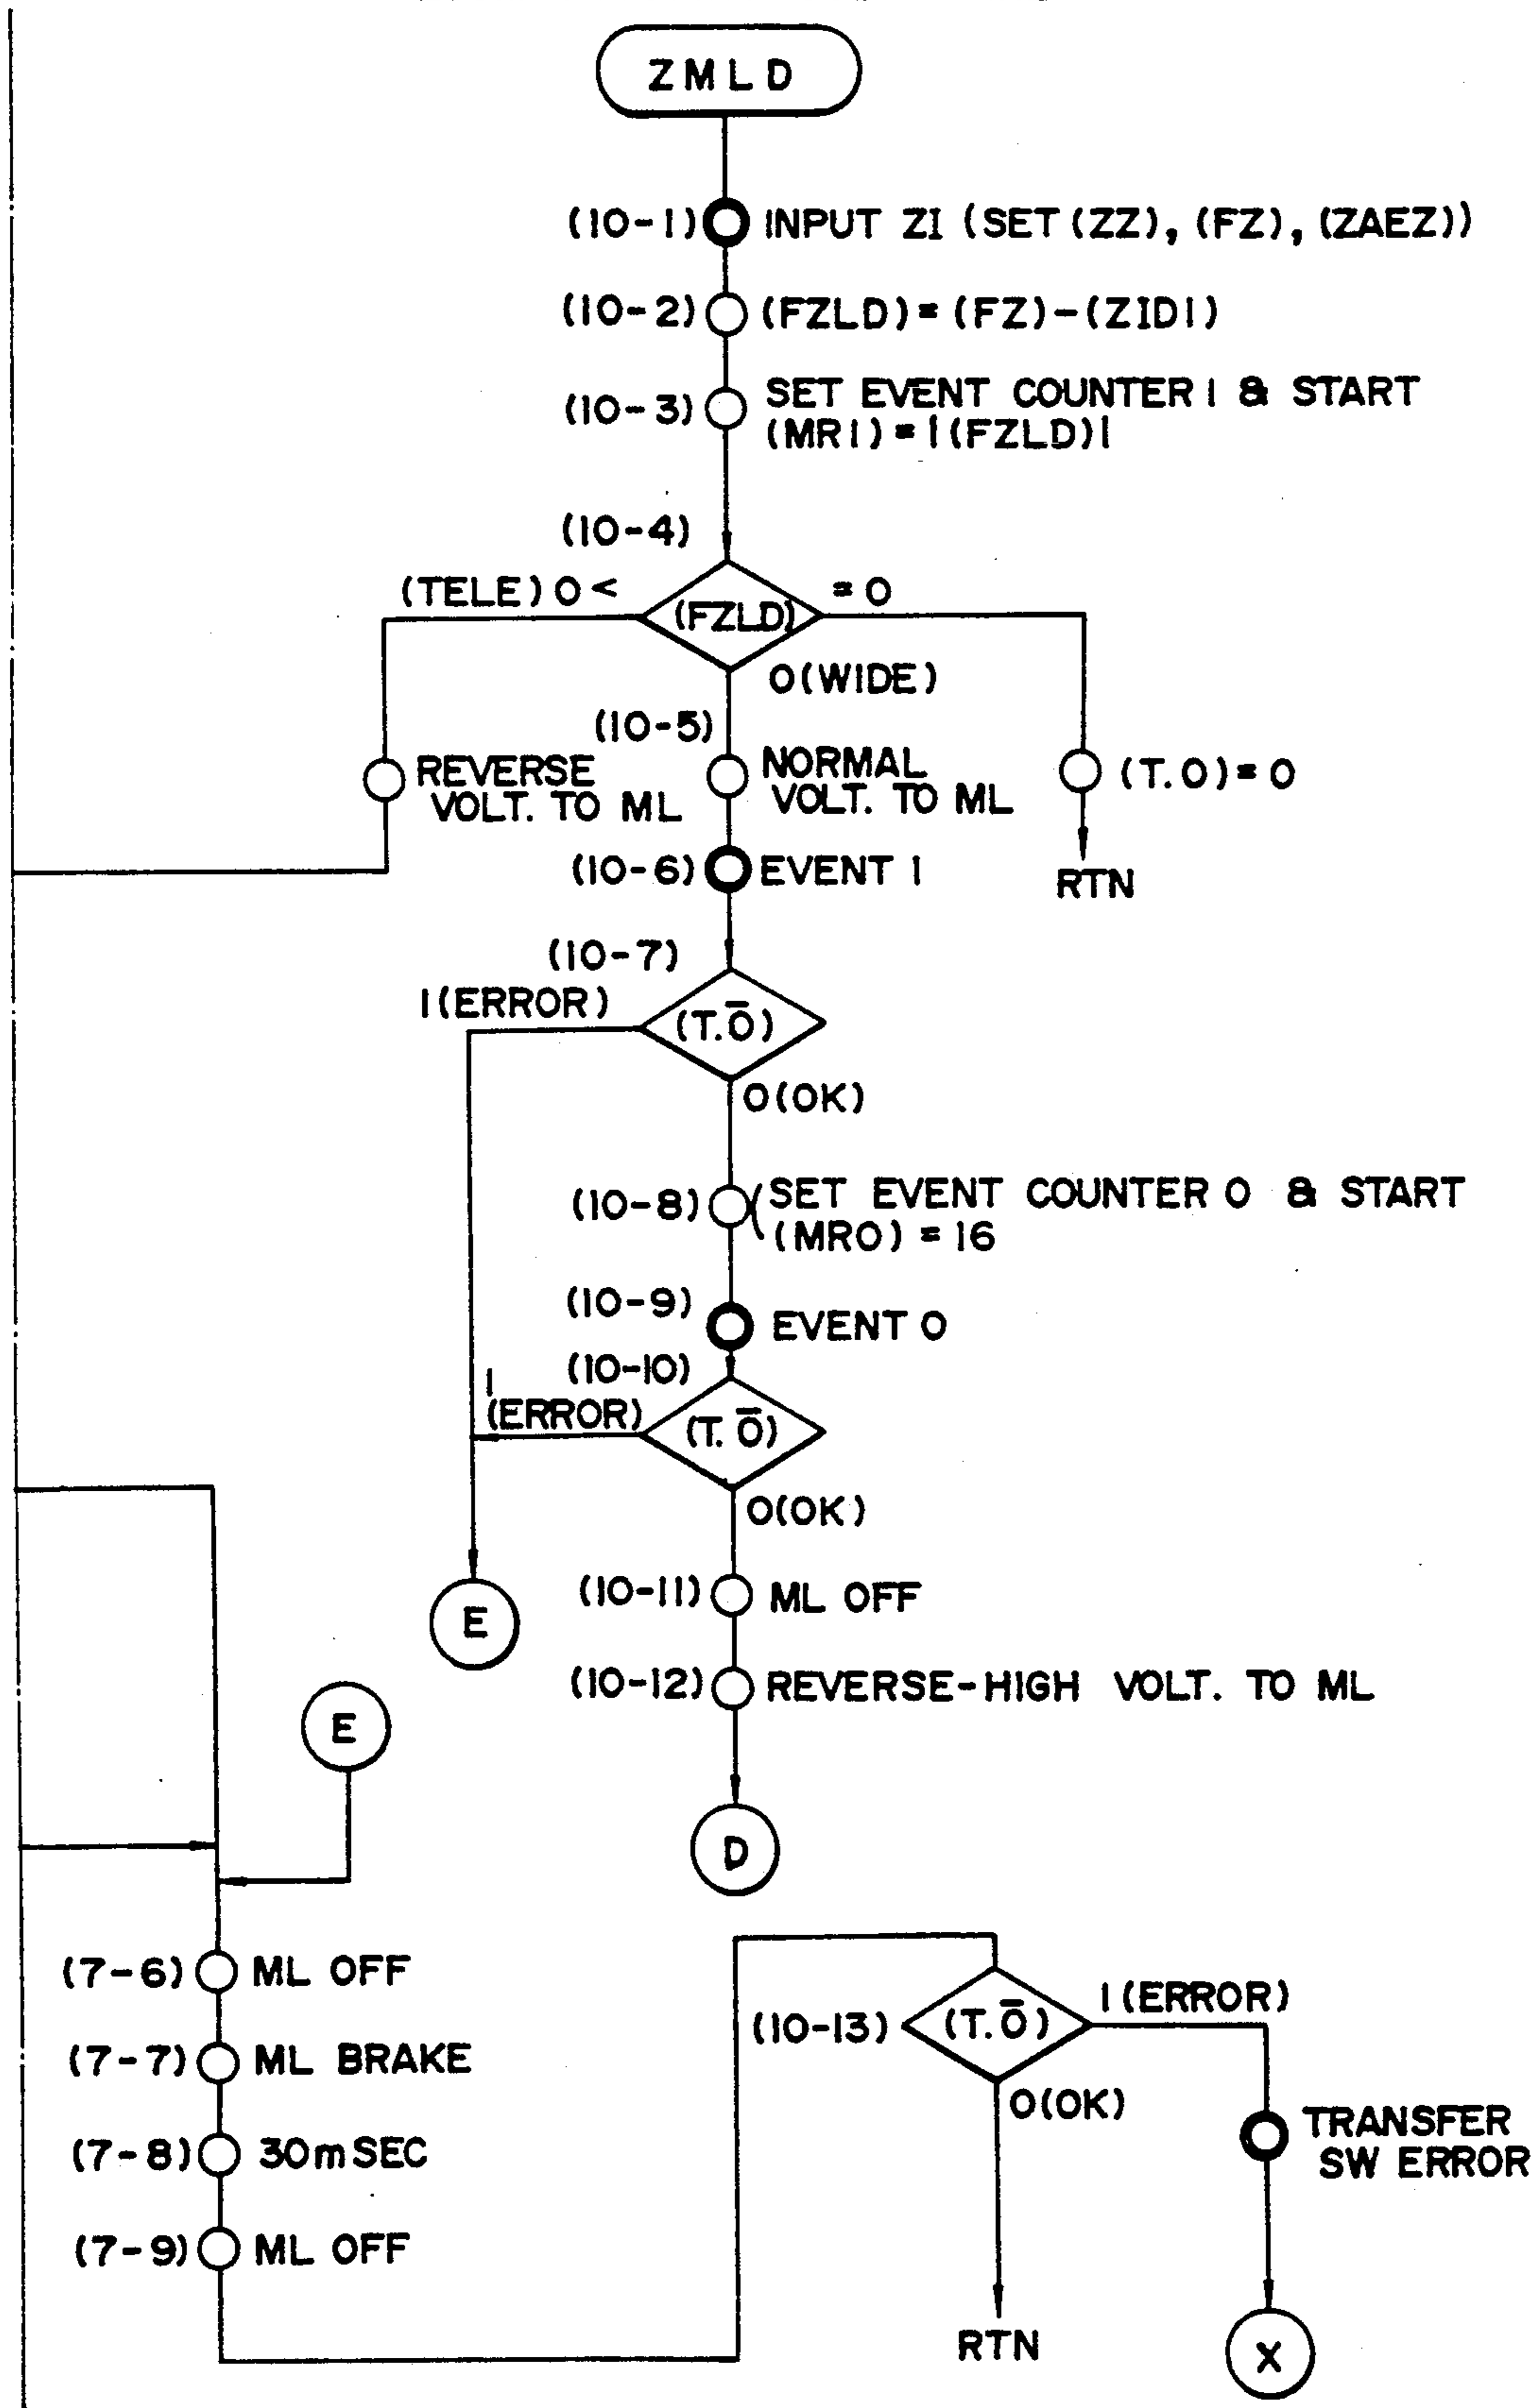 ZMLD
(10-1) INPUT ZI (SET (ZZ), (FZ), (ZAEZ))
(10-2) (FZLD) = (FZ)-(ZIDI)
(10-3) SET EVENT COUNTER 1 & START
(MRI) = |(FZLD)|
(10-4)
(TELE) 0 <
(FZLD)
= 0
0(WIDE)
(10-5)
REVERSE
VOLT. TO ML
NORMAL
VOLT. TO ML
(T.O) = 0
(10-6) EVENT 1
RTN
(10-7)
1(ERROR)
(T.Ō)
0(OK)
(10-8) SET EVENT COUNTER 0 & START
(MRO) = 16
(10-9) EVENT 0
(10-10)
1
(ERROR)
(T.Ō)
0(OK)
(10-11) ML OFF
E
(10-12) REVERSE-HIGH VOLT. TO ML
E
D
(7-6) ML OFF
(7-7) ML BRAKE
(7-8) 30mSEC
(7-9) ML OFF
(10-13) (T.Ō)
1(ERROR)
0(OK)
TRANSFER
SW ERROR
RTN
X